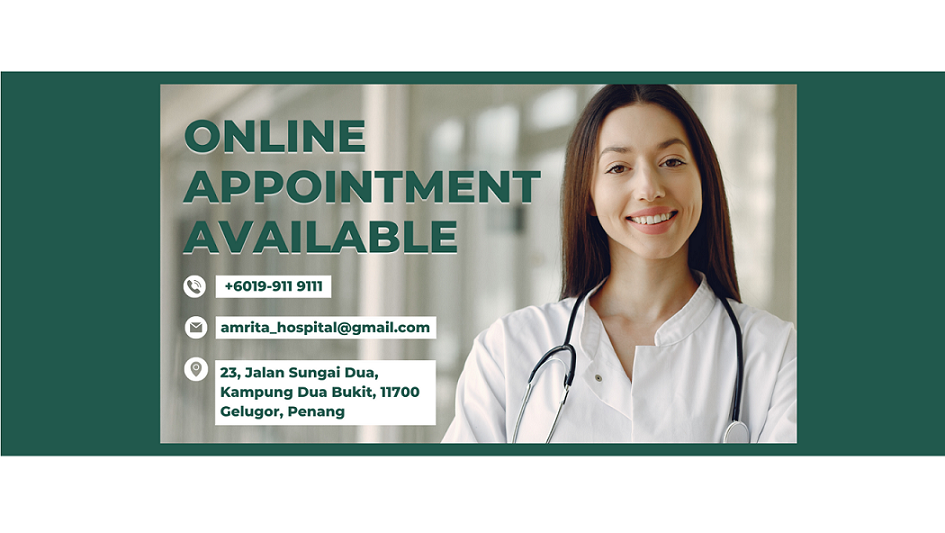 ONLINE
APPOINTMENT
AVAILABLE
+6019-911 9111
amrita_hospital@gmail.com
23, Jalan Sungai Dua,
Kampung Dua Bukit, 11700
Gelugor, Penang